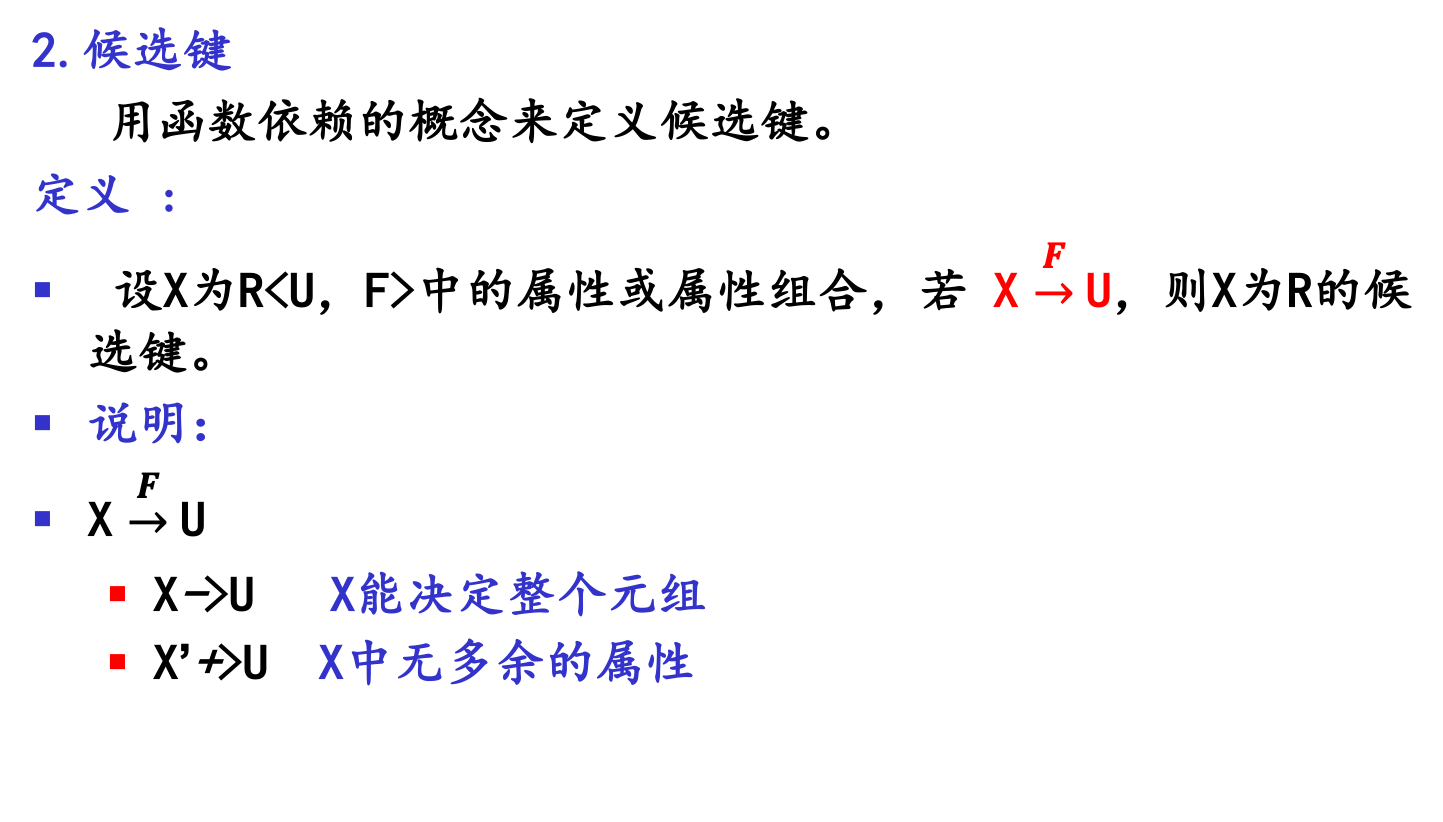 2.候选键
用函数依赖的概念来定义候选键。
定义 ：
▪ 设X为R<U, F>中的属性或属性组合，若 X \overset{F}{→} U，则X为R的候
选键。
▪ 说明：
▪ X \overset{F}{→} U
▪ X—>U X能决定整个元组
▪ X’+>U X中无多余的属性